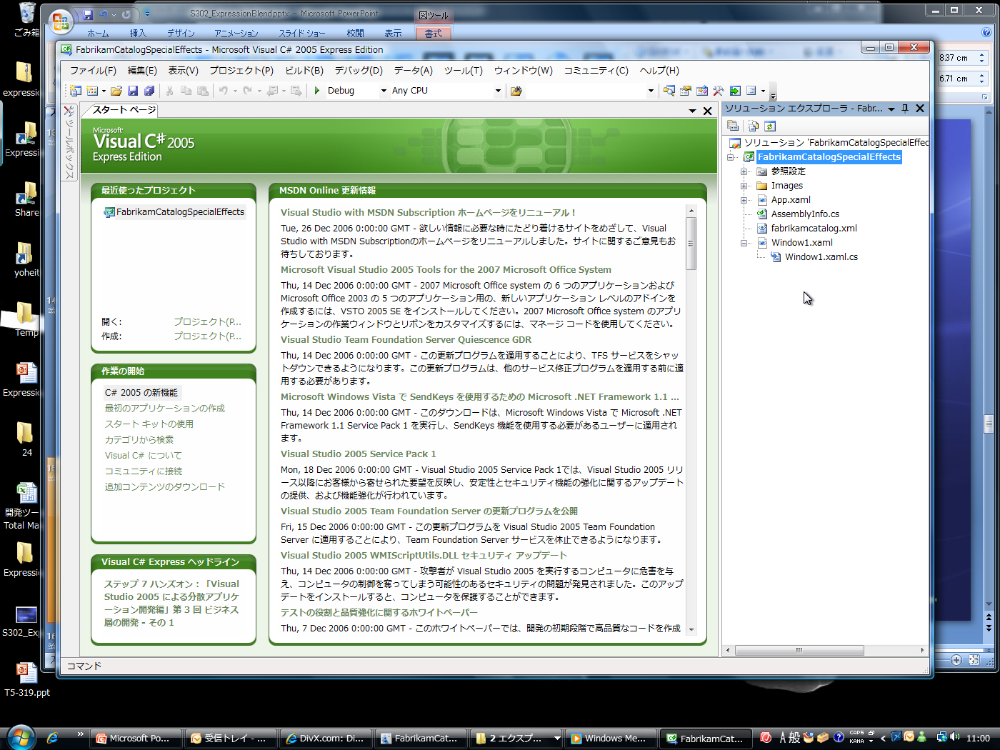 S302_ExpressionBlend.pptx - Microsoft PowerPoint
図ツール
ホーム
挿入
デザイン
アニメーション
スライド ショー
校閲
表示
書式
8.37 cm
6.71 cm
ごみ箱
expressio
Expressi
Share
yoheit
Temp
Expressio
24
開発ツー
Total Ma
Expressio
S302_Exp
T5-319.ppt
FabrikamCatalogSpecialEffects - Microsoft Visual C# 2005 Express Edition
ファイル(F)
編集(E)
表示(V)
プロジェクト(P)
ビルド(B)
デバッグ(D)
データ(A)
ツール(T)
ウィンドウ(W)
コミュニティ(C)
ヘルプ(H)
Debug
Any CPU
ツールボックス
スタート ページ
Microsoft
Visual C# 2005
Express Edition
最近使ったプロジェクト
FabrikamCatalogSpecialEffects
開く: プロジェクト(P...
作成: プロジェクト(P...
作業の開始
C# 2005 の新機能
最初のアプリケーションの作成
スタート キットの使用
カテゴリから検索
Visual C# について
コミュニティに接続
追加コンテンツのダウンロード
Visual C# Express ヘッドライン
ステップ 7 ハンズオン：「Visual
Studio 2005 による分散アプリケ
ーション開発編」第 3 回 ビジネス
層の開発 - その 1
MSDN Online 更新情報
Visual Studio with MSDN Subscription ホームページをリニューアル！
Tue, 26 Dec 2006 0:00:00 GMT - 欲しい情報に必要な時にたどり着けるサイトをめざして、Visual
Studio with MSDN Subscriptionのホームページをリニューアルしました。サイトに関するご意見もお
待ちしております。
Microsoft Visual Studio 2005 Tools for the 2007 Microsoft Office System
Thu, 14 Dec 2006 0:00:00 GMT - 2007 Microsoft Office system の 6 つのアプリケーションおよび
Microsoft Office 2003 の 5 つのアプリケーション用の、新しいアプリケーション レベルのアドインを
作成するには、VSTO 2005 SE をインストールしてください。2007 Microsoft Office system のアプリ
ケーションの作業ウィンドウとリボンをカスタマイズするには、マネージ コードを使用してください。
Visual Studio Team Foundation Server Quiescence GDR
Thu, 14 Dec 2006 0:00:00 GMT - この更新プログラムを適用することにより、TFS サービスをシャッ
トダウンできるようになります。この更新プログラムは、他のサービス修正プログラムを適用する前に適
用する必要があります。
Microsoft Windows Vista で SendKeys を使用するための Microsoft .NET Framework 1.1 ...
Thu, 14 Dec 2006 0:00:00 GMT - このダウンロードは、Microsoft Windows Vista で Microsoft .NET
Framework 1.1 Service Pack 1 を実行し、SendKeys 機能を使用する必要があるユーザーに適用され
ます。
Visual Studio 2005 Service Pack 1
Mon, 18 Dec 2006 0:00:00 GMT - Visual Studio 2005 Service Pack 1では、Visual Studio 2005 リリ
ース以降にお客様から寄せられた要望を反映し、安定性とセキュリティ機能の強化に関するアップデート
の提供、および機能強化が行われています。
Visual Studio 2005 Team Foundation Server の更新プログラムを公開
Fri, 15 Dec 2006 0:00:00 GMT - この更新プログラムを Visual Studio 2005 Team Foundation
Server に適用することにより、Team Foundation Server サービスを休止できるようになります。
Visual Studio 2005 WMIScriptUtils.DLL セキュリティ アップデート
Thu, 14 Dec 2006 0:00:00 GMT - 攻撃者が Visual Studio 2005 を実行するコンピュータに危害を与
え、コンピュータの制御を奪ってしまう可能性のあるセキュリティの問題が発見されました。このアップ
デートをインストールすると、コンピュータを保護することができます。
テストの役割と品質強化に関するホワイトペーパー
Thu, 7 Dec 2006 0:00:00 GMT - このホワイトペーパーでは、開発の初期段階で高品質なコードを作成
ソリューション エクスプローラ - Fabr...
ソリューション 'FabrikamCatalogSpecialEffec
FabrikamCatalogSpecialEffects
参照設定
Images
App.xaml
AssemblyInfo.cs
fabrikamcatalog.xml
Window1.xaml
Window1.xaml.cs
コマンド
Microsoft Po...
受信トレイ - ...
DivX.com: Di...
FabrikamCat...
2 エクスプ...
Windows Me...
FabrikamCat...
A 般
CAPS
KANA
11:00